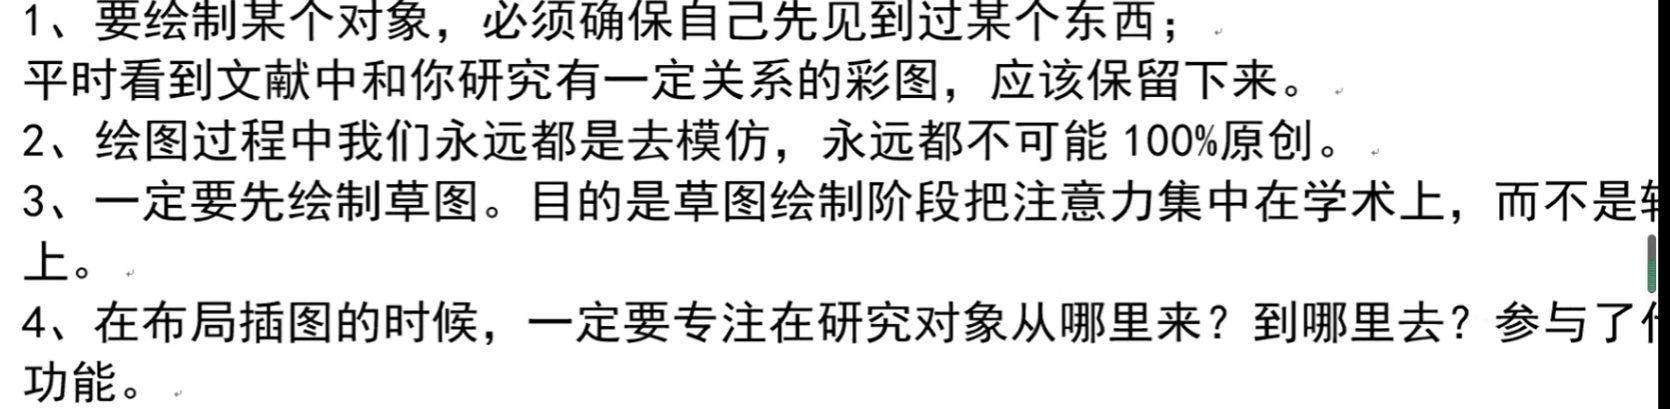 1、要绘制某个对象，必须确保自己先见到过某个东西；
平时看到文献中和你研究有一定关系的彩图，应该保留下来。
2、绘图过程中我们永远都是去模仿，永远都不可能 100%原创。
3、一定要先绘制草图。目的是草图绘制阶段把注意力集中在学术上，而不是
上。
4、在布局插图的时候，一定要专注在研究对象从哪里来？到哪里去？参与了
功能。